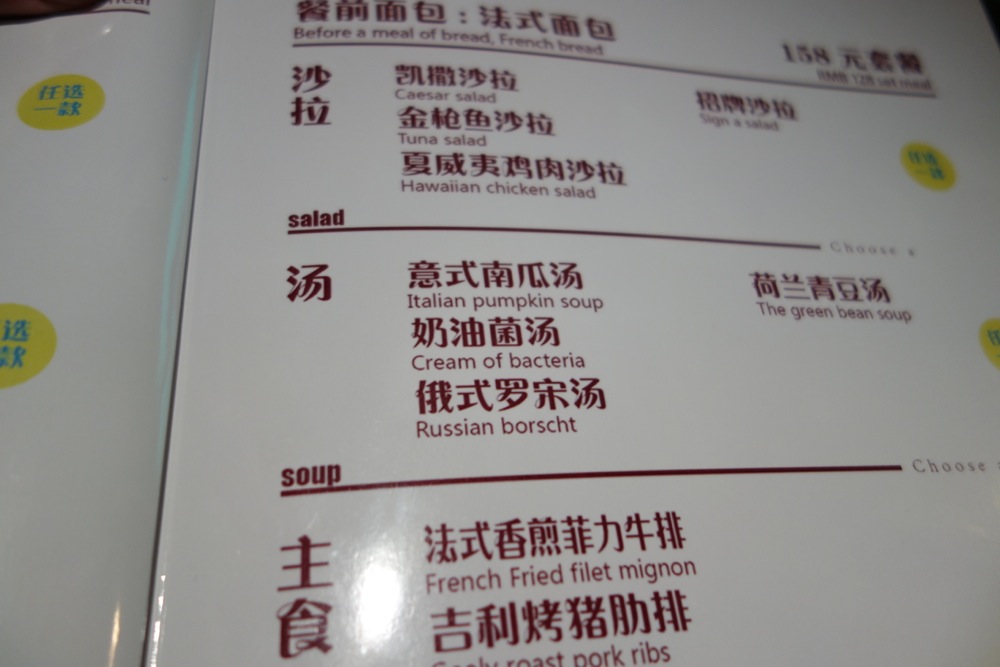 任选
一款
选
款
餐前面包：法式面包
Before a meal of bread, French bread
158 元套餐
RMB 128 set meal
沙拉
凯撒沙拉
Caesar salad
招牌沙拉
Sign a salad
金枪鱼沙拉
Tuna salad
夏威夷鸡肉沙拉
Hawaiian chicken salad
任选
一款
salad
Choose a
汤
意式南瓜汤
Italian pumpkin soup
荷兰青豆汤
The green bean soup
奶油菌汤
Cream of bacteria
俄式罗宋汤
Russian borscht
soup
Choose
主食
法式香煎菲力牛排
French Fried filet mignon
吉利烤猪肋排
roast pork ribs